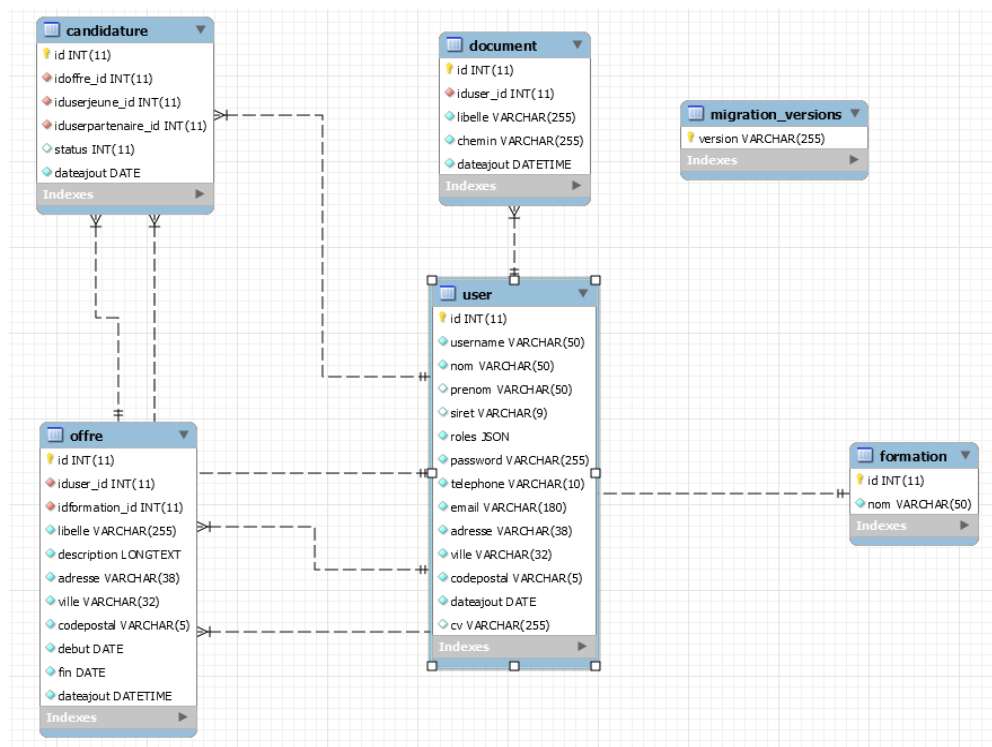 candidature
id INT(11)
idoffre_id INT(11)
iduserjeune_id INT(11)
iduserpartenaire_id INT(11)
status INT(11)
dateajout DATE
Indexes
document
id INT(11)
iduser_id INT(11)
libelle VARCHAR(255)
chemin VARCHAR(255)
dateajout DATETIME
Indexes
migration_versions
version VARCHAR(255)
Indexes
user
id INT(11)
username VARCHAR(50)
nom VARCHAR(50)
prenom VARCHAR(50)
siret VARCHAR(9)
roles JSON
password VARCHAR(255)
telephone VARCHAR(10)
email VARCHAR(180)
adresse VARCHAR(38)
ville VARCHAR(32)
codepostal VARCHAR(5)
dateajout DATE
cv VARCHAR(255)
Indexes
offre
id INT(11)
iduser_id INT(11)
idformation_id INT(11)
libelle VARCHAR(255)
description LONGTEXT
adresse VARCHAR(38)
ville VARCHAR(32)
codepostal VARCHAR(5)
debut DATE
fin DATE
dateajout DATETIME
Indexes
formation
id INT(11)
nom VARCHAR(50)
Indexes